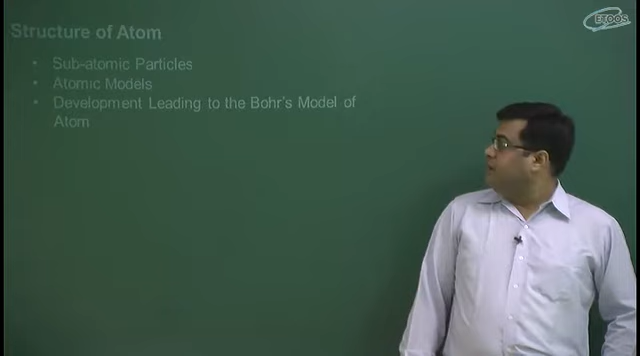 ETOOS
Structure of Atom
• Sub-atomic Particles
• Atomic Models
• Development Leading to the Bohr's Model of
Atom